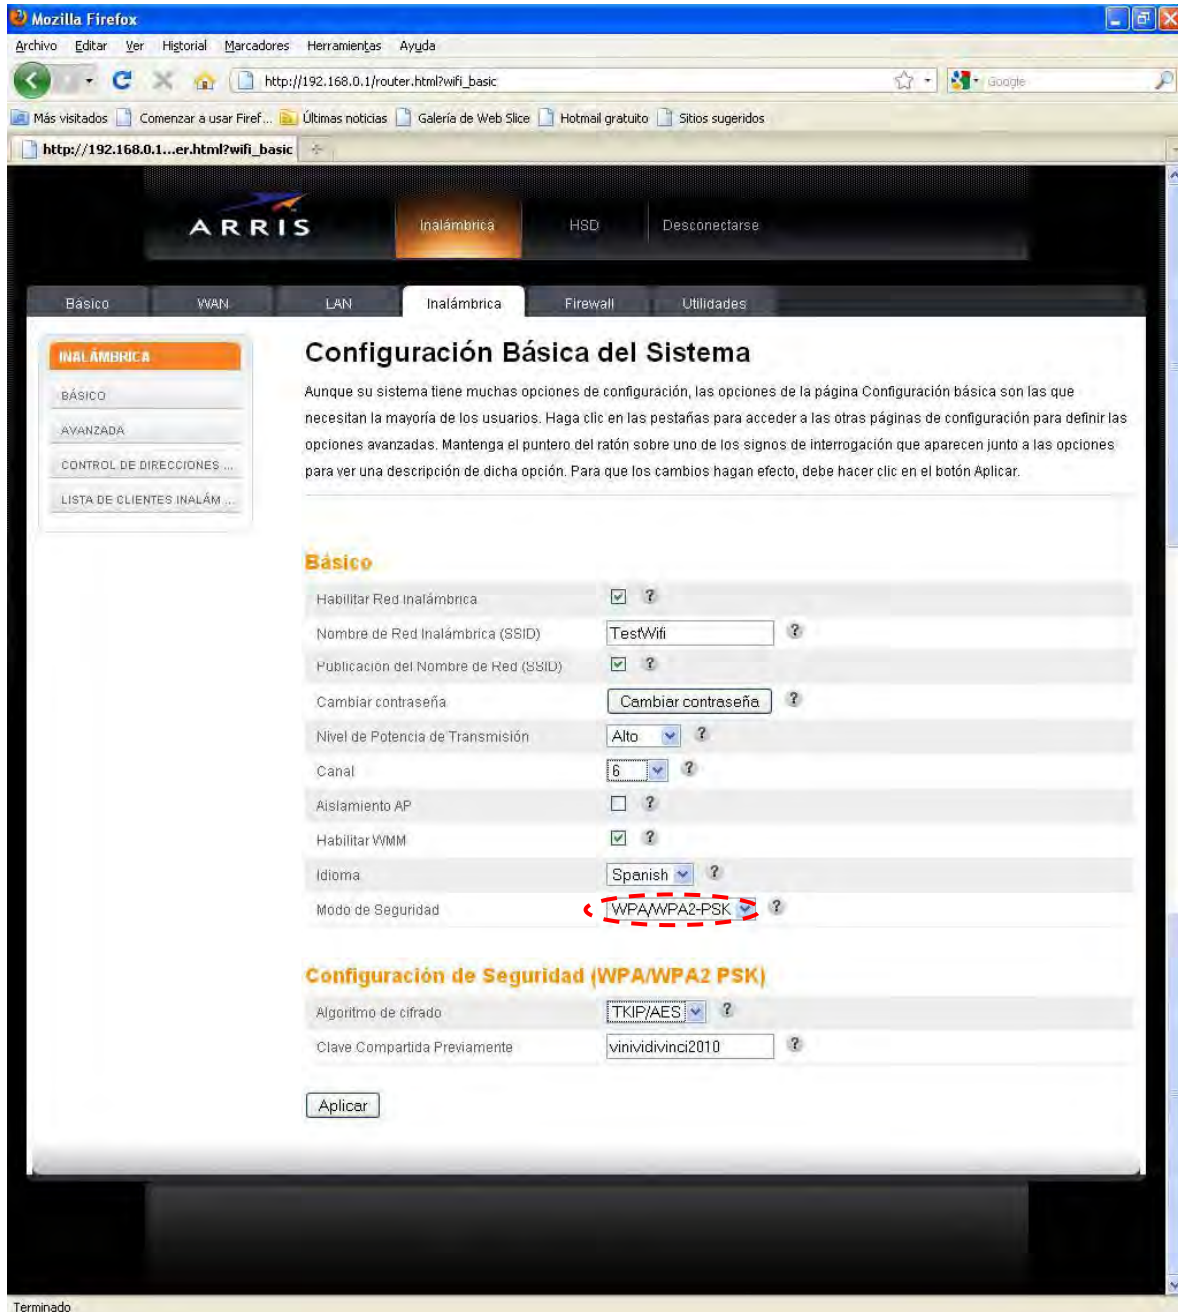 Mozilla Firefox
Archivo Editar Ver Historial Marcadores Herramientas Ayuda
http://192.168.0.1/router.html?wifi_basic
Google
Más visitados Comenzar a usar Firef... Últimas noticias Galería de Web Slice Hotmail gratuito Sitios sugeridos
http://192.168.0.1...er.html?wifi_basic
ARRIS
Inalámbrica HSD Desconectarse
Básico WAN LAN Inalámbrica Firewall Utilidades
INALÁMBRICA
BÁSICO
AVANZADA
CONTROL DE DIRECCIONES ...
LISTA DE CLIENTES INALÁM ...
Configuración Básica del Sistema
Aunque su sistema tiene muchas opciones de configuración, las opciones de la página Configuración básica son las que
necesitan la mayoría de los usuarios. Haga clic en las pestañas para acceder a las otras páginas de configuración para definir las
opciones avanzadas. Mantenga el puntero del ratón sobre uno de los signos de interrogación que aparecen junto a las opciones
para ver una descripción de dicha opción. Para que los cambios hagan efecto, debe hacer clic en el botón Aplicar.
Básico
Habilitar Red Inalámbrica ?
Nombre de Red Inalámbrica (SSID) TestWifi ?
Publicación del Nombre de Red (SSID) ?
Cambiar contraseña Cambiar contraseña ?
Nivel de Potencia de Transmisión Alto ?
Canal 6 ?
Aislamiento AP ?
Habilitar WMM ?
Idioma Spanish ?
Modo de Seguridad WPA/WPA2-PSK ?
Configuración de Seguridad (WPA/WPA2 PSK)
Algoritmo de cifrado TKIP/AES ?
Clave Compartida Previamente vinividivinci2010 ?
Aplicar
Terminado